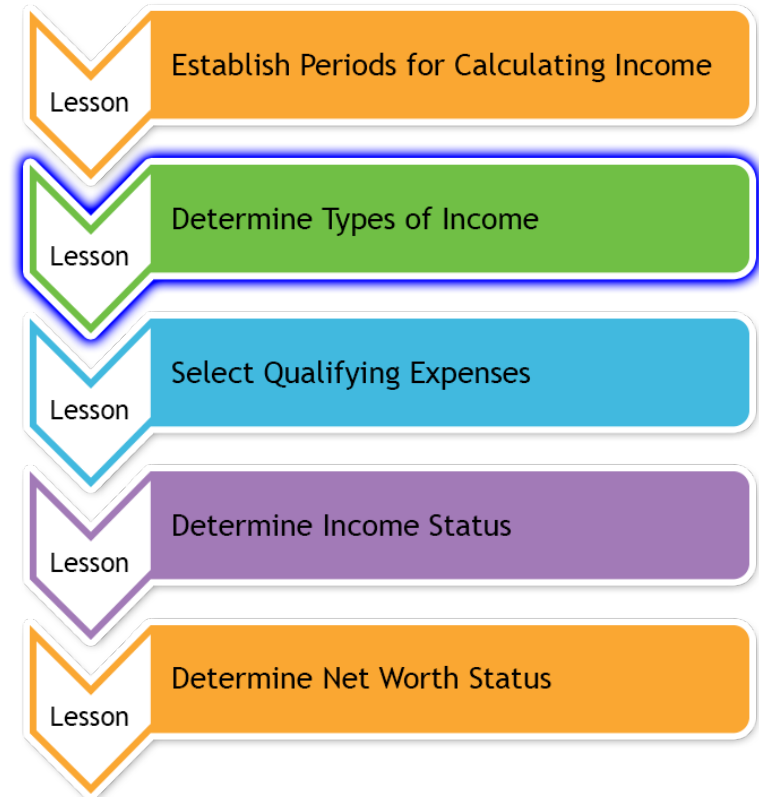 Establish Periods for Calculating Income
Lesson
Determine Types of Income
Lesson
Select Qualifying Expenses
Lesson
Determine Income Status
Lesson
Determine Net Worth Status
Lesson